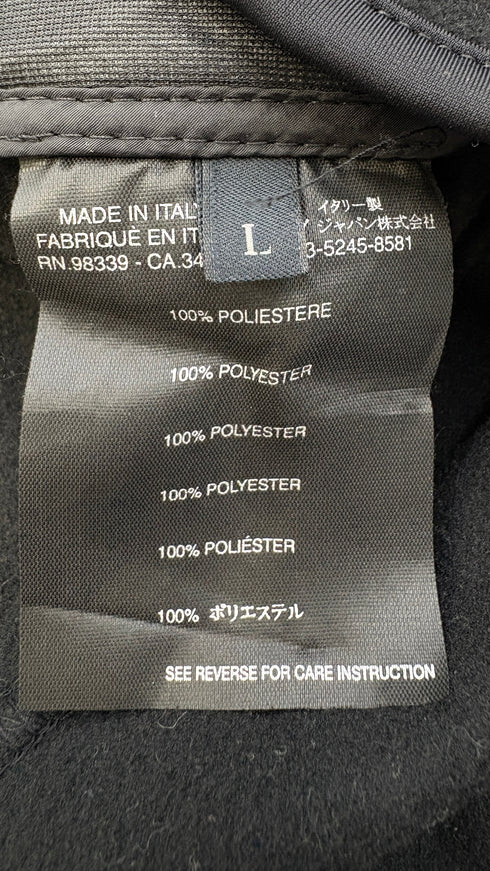 MADE IN ITALY イタリー製
FABRIQUÈ EN IT ジャパン株式会社
RN.98339 - CA.34 3-5245-8581
L
100% POLIESTERE
100% POLYESTER
100% POLYESTER
100% POLYESTER
100% POLIÉSTER
100% ポリエステル
SEE REVERSE FOR CARE INSTRUCTION